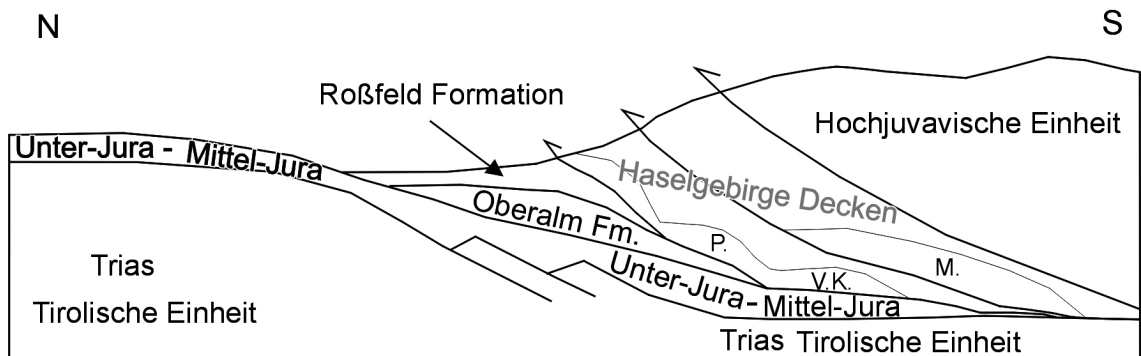 N
S
Roßfeld Formation
Hochjuvavische Einheit
Unter-Jura - Mittel-Jura
Haselgebirge Decken
Oberalm Fm.
P.
M.
V.K.
Trias
Tirolische Einheit
Unter-Jura - Mittel-Jura
Trias Tirolische Einheit